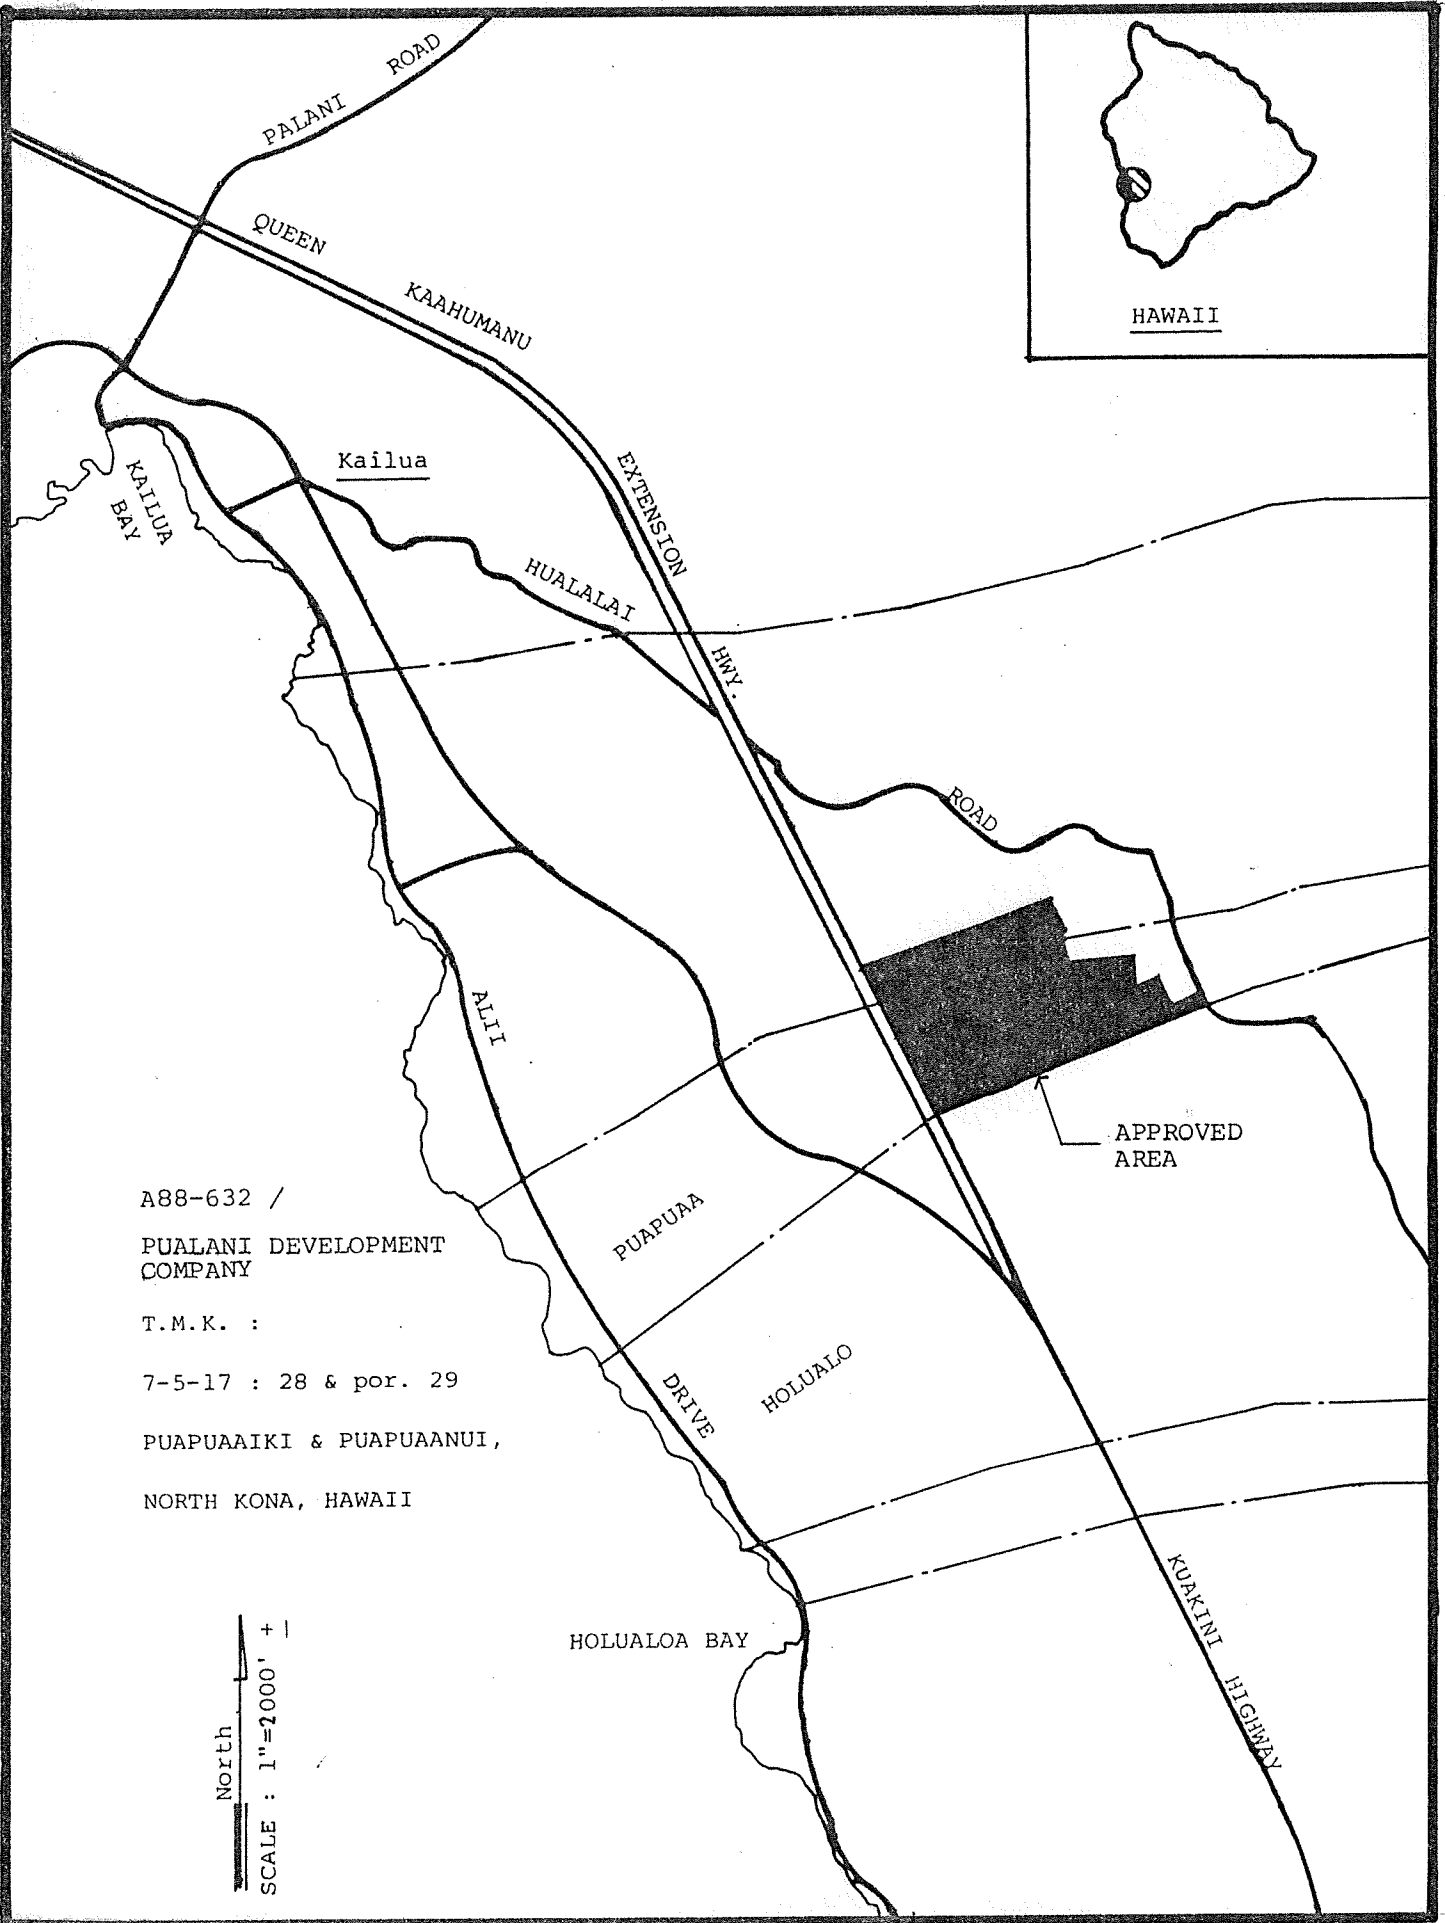 PALANI ROAD
QUEEN KAAHUMANU EXTENSION HWY.
HAWAII
Kailua
KAILUA
BAY
HUALALAI ROAD
ALII DRIVE
APPROVED
AREA
PUAPUAA
HOLUALO
A88-632 /
PUALANI DEVELOPMENT
COMPANY
T.M.K. :
7-5-17 : 28 & por. 29
PUAPUAAIKI & PUAPUAANUI,
NORTH KONA, HAWAII
HOLUALOA BAY
KUAKINI HIGHWAY
North
SCALE : 1"=2000' ±